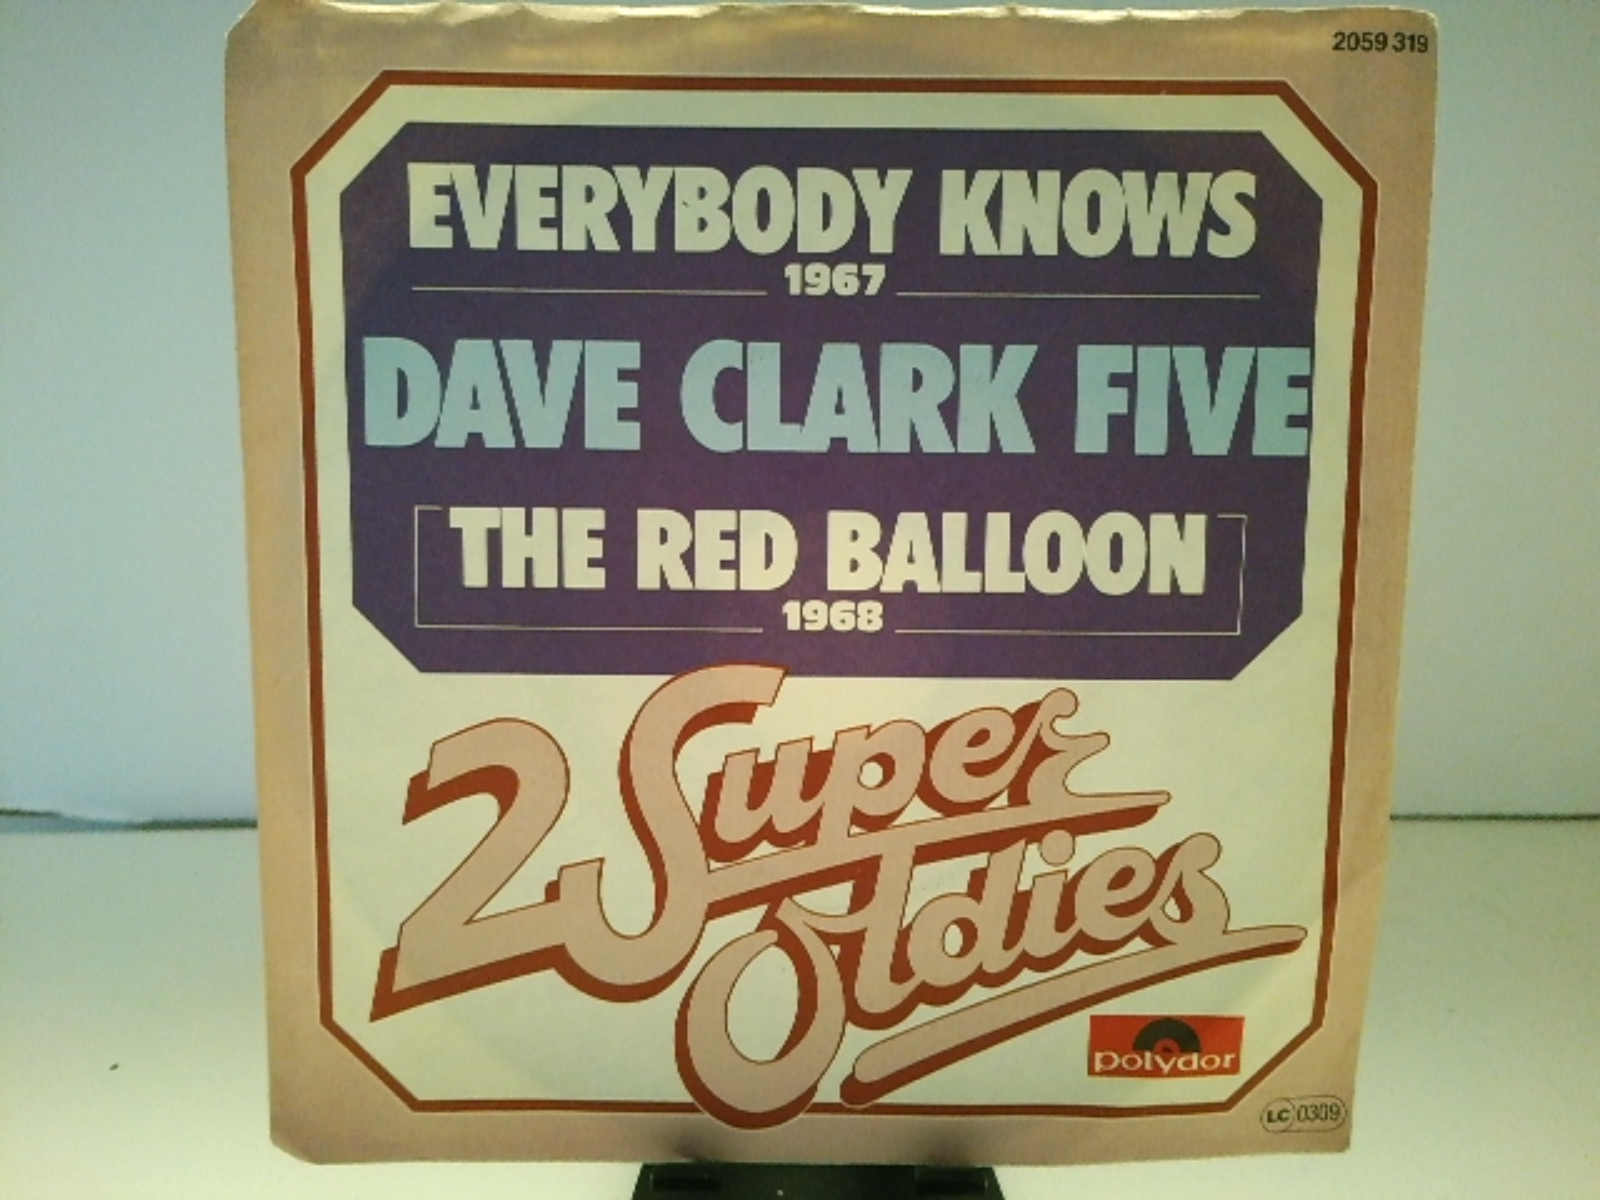 2059 319
EVERYBODY KNOWS
1967
DAVE CLARK FIVE
THE RED BALLOON
1968
2 Super
Oldies
polydor
LC 0309